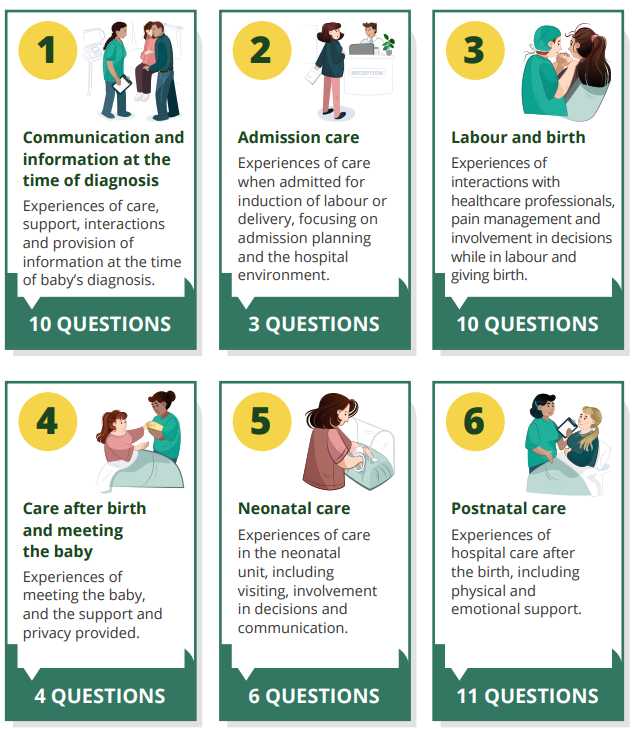 1
Communication and
information at the
time of diagnosis
Experiences of care,
support, interactions
and provision of
information at the time
of baby’s diagnosis.
10 QUESTIONS
2
RECEPTION
Admission care
Experiences of care
when admitted for
induction of labour or
delivery, focusing on
admission planning
and the hospital
environment.
3 QUESTIONS
3
Labour and birth
Experiences of
interactions with
healthcare professionals,
pain management and
involvement in decisions
while in labour and
giving birth.
10 QUESTIONS
4
Care after birth
and meeting
the baby
Experiences of
meeting the baby,
and the support and
privacy provided.
4 QUESTIONS
5
Neonatal care
Experiences of care
in the neonatal
unit, including
visiting, involvement
in decisions and
communication.
6 QUESTIONS
6
Postnatal care
Experiences of
hospital care after
the birth, including
physical and
emotional support.
11 QUESTIONS